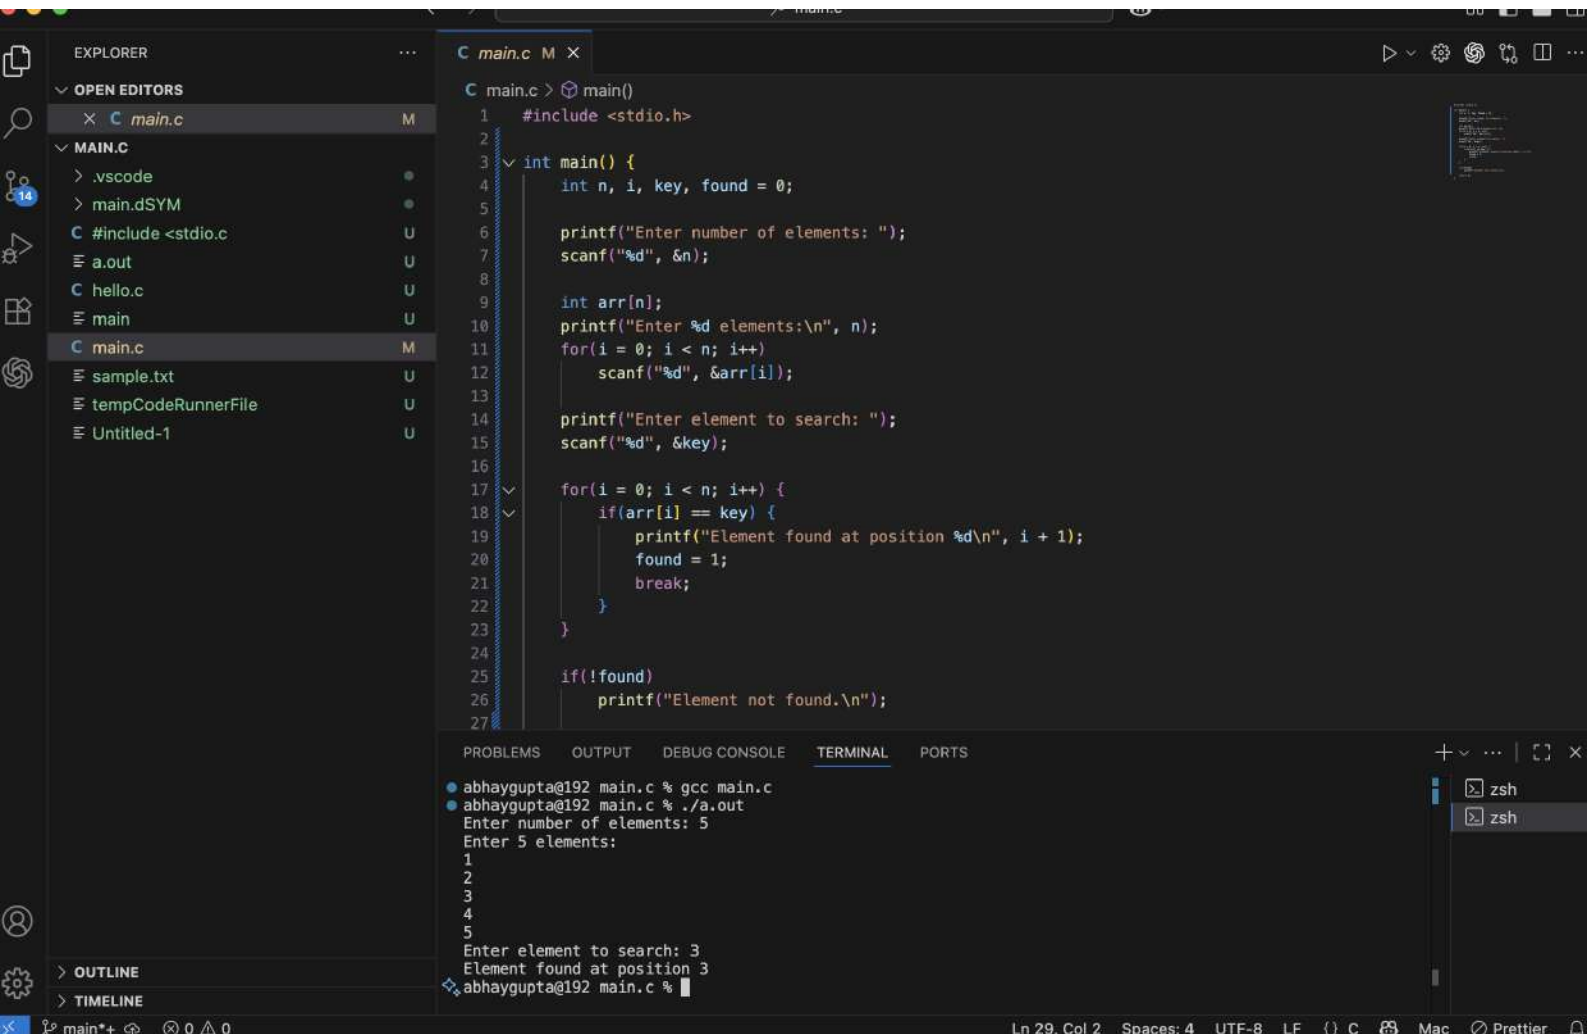 main.c
EXPLORER
OPEN EDITORS
C main.c M
MAIN.C
.vscode
main.dSYM
C #include <stdio.c U
a.out U
C hello.c U
main U
C main.c M
sample.txt U
tempCodeRunnerFile U
Untitled-1 U
OUTLINE
TIMELINE
14
C main.c M
C main.c > main()
1 #include <stdio.h>
2
3 int main() {
4 int n, i, key, found = 0;
5
6 printf("Enter number of elements: ");
7 scanf("%d", &n);
8
9 int arr[n];
10 printf("Enter %d elements:\n", n);
11 for(i = 0; i < n; i++)
12 scanf("%d", &arr[i]);
13
14 printf("Enter element to search: ");
15 scanf("%d", &key);
16
17 for(i = 0; i < n; i++) {
18 if(arr[i] == key) {
19 printf("Element found at position %d\n", i + 1);
20 found = 1;
21 break;
22 }
23 }
24
25 if(!found)
26 printf("Element not found.\n");
27
PROBLEMS OUTPUT DEBUG CONSOLE TERMINAL PORTS
abhaygupta@192 main.c % gcc main.c
abhaygupta@192 main.c % ./a.out
Enter number of elements: 5
Enter 5 elements:
1
2
3
4
5
Enter element to search: 3
Element found at position 3
abhaygupta@192 main.c %
zsh
zsh
main*+ 0 0 Ln 29, Col 2 Spaces: 4 UTF-8 LF {} C Mac Prettier